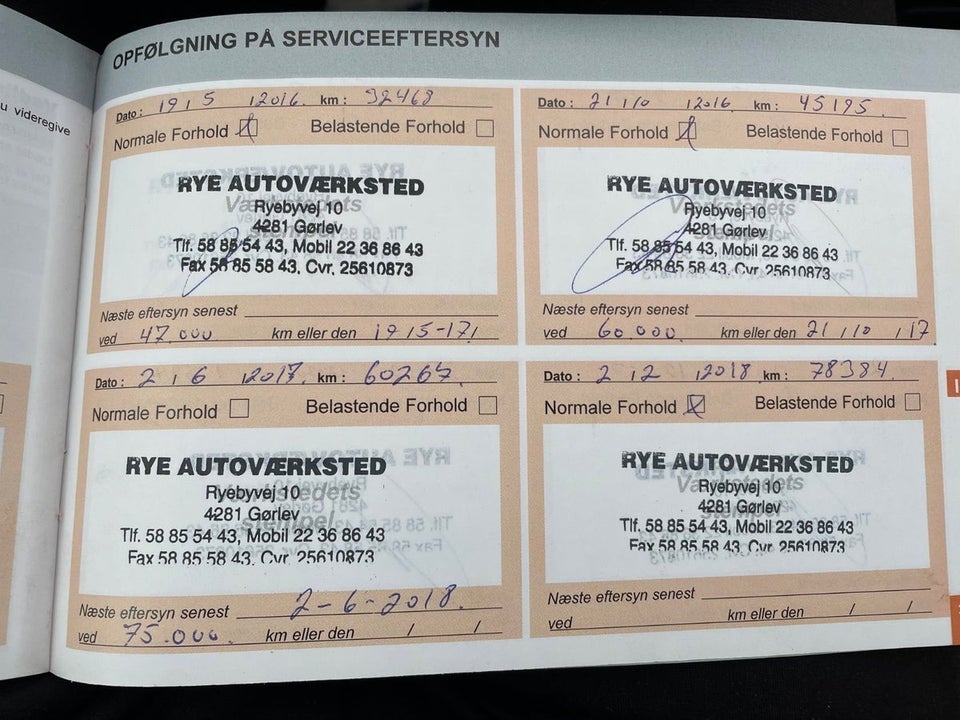 u videregive
OPFØLGNING PÅ SERVICEEFTERSYN
Dato : 19 / 5 / 2016. km : 32468
Normale Forhold Belastende Forhold
RYE AUTOVÆRKSTED
Værkstedets
Ryebyvej 10
4281 Gørlev
Tlf. 58 85 54 43, Mobil 22 36 86 43
Fax 58 85 58 43, Cvr. 25610873
Næste eftersyn senest
ved 47.000 km eller den 19 / 5 - 17 /
Dato : 21 / 10 / 2016 km : 45195.
Normale Forhold Belastende Forhold
RYE AUTOVÆRKSTED
Værkstedets
Ryebyvej 10
4281 Gørlev
stempel
Tlf. 58 85 54 43, Mobil 22 36 86 43
Fax 58 85 58 43, Cvr. 25610873
Næste eftersyn senest
ved 60.000. km eller den 21 / 10 / 17
Dato : 2 / 6 / 2017. km : 60267.
Normale Forhold Belastende Forhold
RYE AUTOVÆRKSTED
Ryebyvej 10
Værkstedets
4281 Gørlev
stempel
Tlf. 58 85 54 43, Mobil 22 36 86 43
Fax 58 85 58 43, Cvr. 25610873
Næste eftersyn senest 2-6-2018.
ved 75.000. km eller den / /
Dato : 2 / 12 / 2018. km : 78384.
Normale Forhold Belastende Forhold
RYE AUTOVÆRKSTED
Værkstedets
Ryebyvej 10
4281 Gørlev
stempel
Tlf. 58 85 54 43, Mobil 22 36 86 43
Fax 58 85 58 43, Cvr. 25610873
Næste eftersyn senest
ved km eller den / /